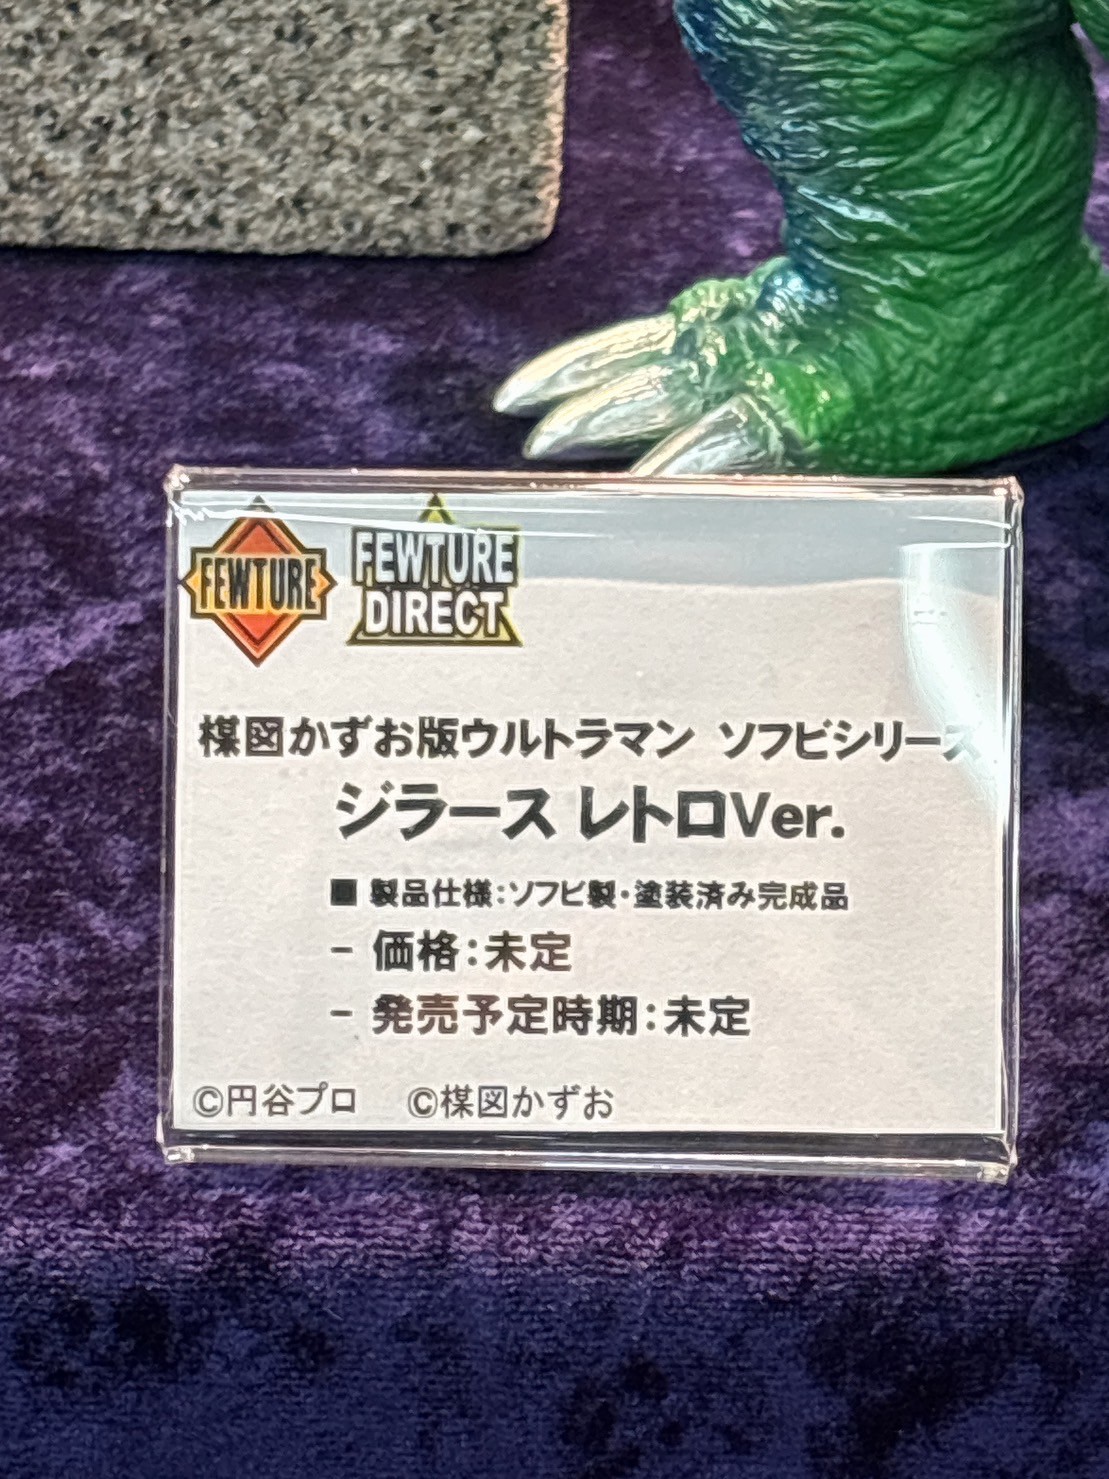 FEWTURE
FEWTURE
DIRECT
楳図かずお版ウルトラマン ソフビシリーズ
ジラース レトロVer.
■ 製品仕様:ソフビ製・塗装済み完成品
- 価格:未定
- 発売予定時期:未定
©円谷プロ ©楳図かずお